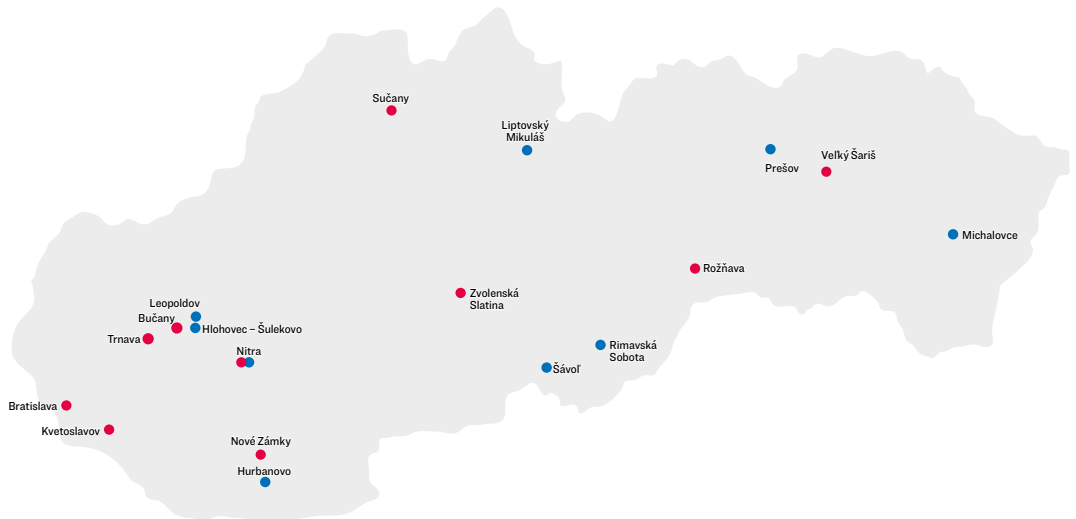 Sučany
Liptovský
Mikuláš
Veľký Šariš
Prešov
Michalovce
Rožňava
Zvolenská
Slatina
Leopoldov
Bučany
Hlohovec – Šulekovo
Trnava
Nitra
Rimavská
Sobota
Šávoľ
Bratislava
Kvetoslavov
Nové Zámky
Hurbanovo